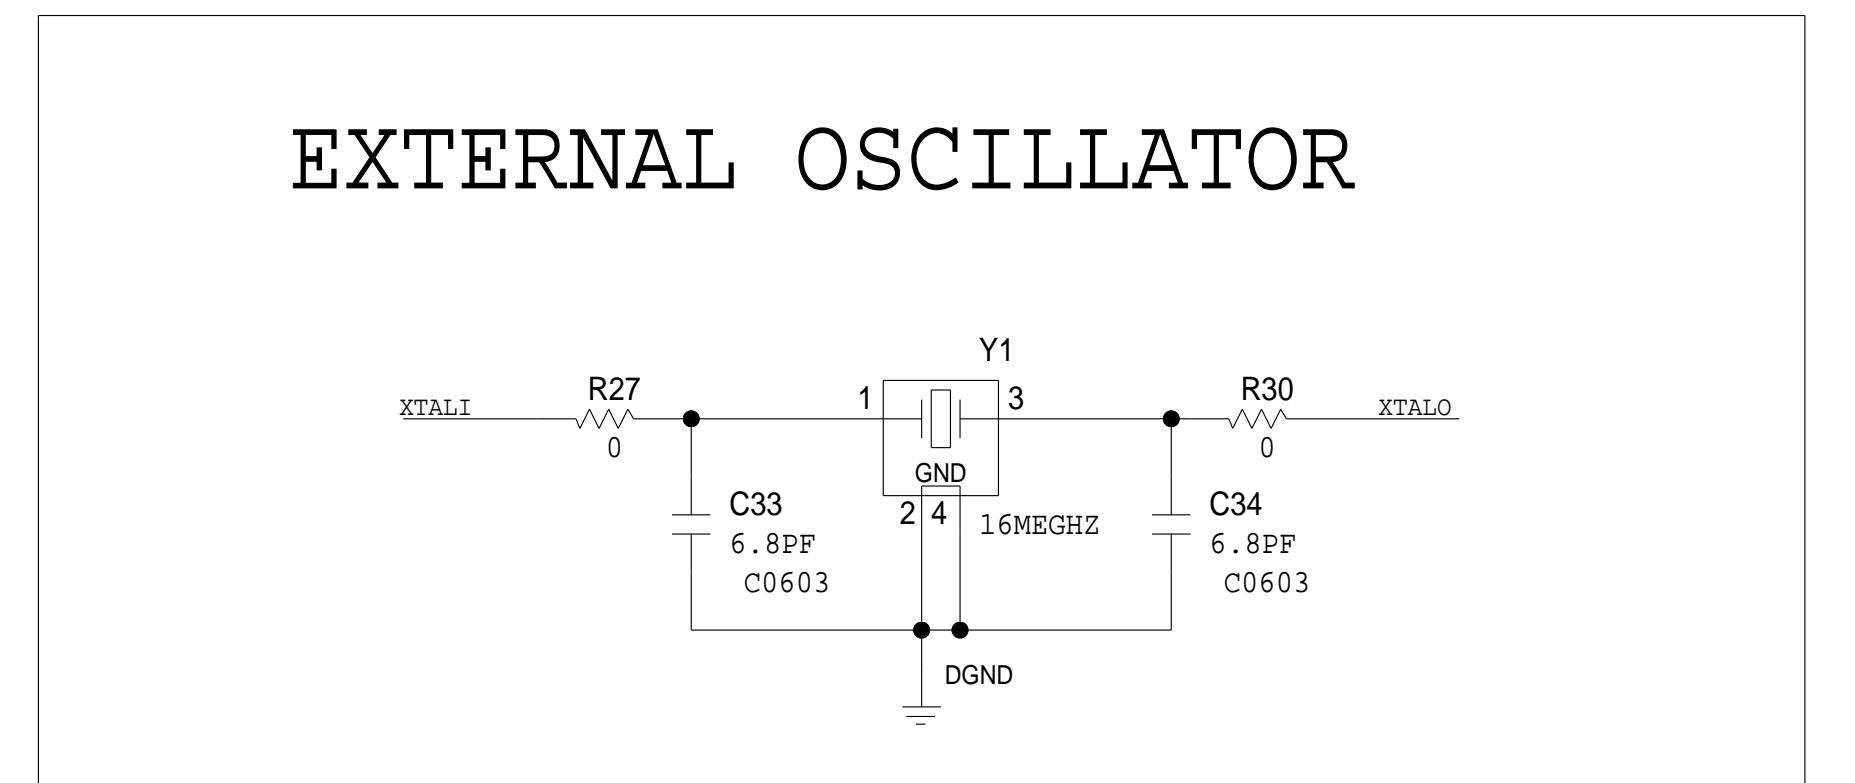 EXTERNAL OSCILLATOR
Y1
R27
1
3
R30
XTALI
XTALO
0
0
GND
C33
2 4
C34
16MEGHZ
6.8PF
6.8PF
C0603
C0603
DGND